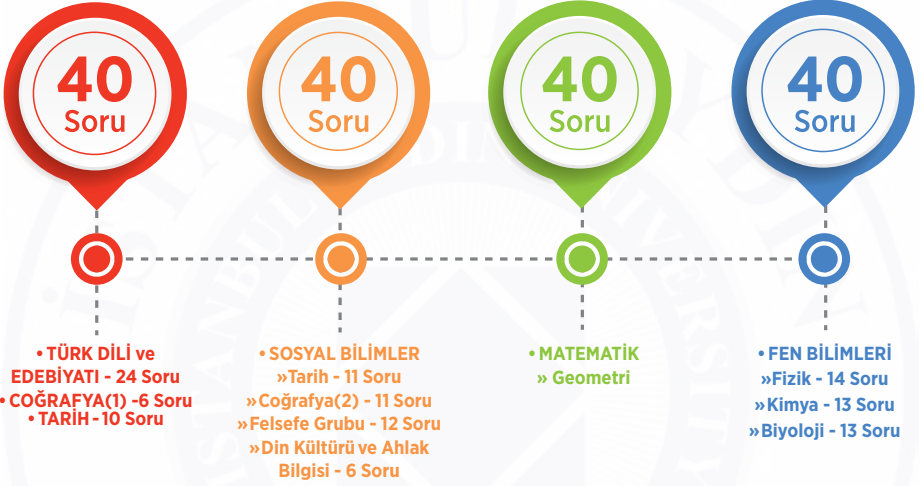 40
Soru
40
Soru
40
Soru
40
Soru
• TÜRK DİLİ ve
EDEBİYATI - 24 Soru
• COĞRAFYA(1) -6 Soru
• TARİH - 10 Soru
• SOSYAL BİLİMLER
»Tarih - 11 Soru
»Coğrafya(2) - 11 Soru
»Felsefe Grubu - 12 Soru
»Din Kültürü ve Ahlak
Bilgisi - 6 Soru
• MATEMATİK
» Geometri
• FEN BİLİMLERİ
»Fizik - 14 Soru
»Kimya - 13 Soru
»Biyoloji - 13 Soru